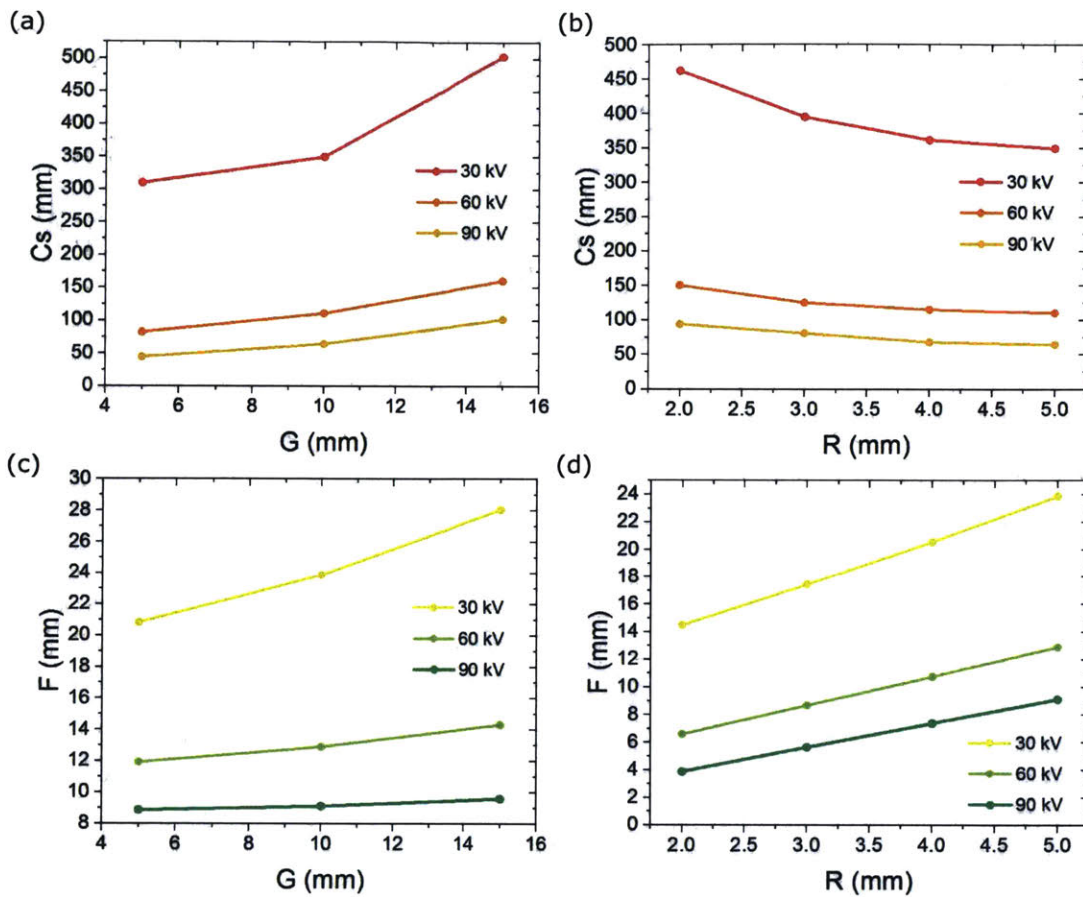 (a)
500
450
400
350
300
250
200
150
100
50
0
Cs (mm)
30 kV
60 kV
90 kV
4 6 8 10 12 14 16
G (mm)
(b)
500
450
400
350
300
250
200
150
100
50
0
Cs (mm)
30 kV
60 kV
90 kV
2.0 2.5 3.0 3.5 4.0 4.5 5.0
R (mm)
(c)
30
28
26
24
22
20
18
16
14
12
10
8
F (mm)
30 kV
60 kV
90 kV
4 6 8 10 12 14 16
G (mm)
(d)
24
22
20
18
16
14
12
10
8
6
4
2
0
F (mm)
30 kV
60 kV
90 kV
2.0 2.5 3.0 3.5 4.0 4.5 5.0
R (mm)